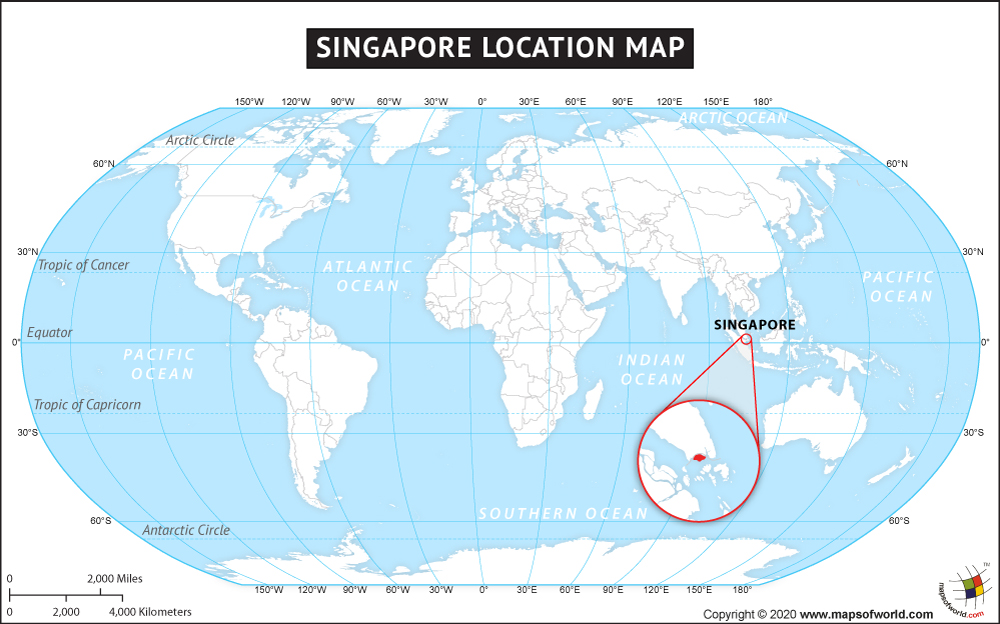 SINGAPORE LOCATION MAP
150°W 120°W 90°W 60°W 30°W 0° 30°E 60°E 90°E 120°E 150°E 180°
ARCTIC OCEAN
Arctic Circle
60°N 60°N
30°N 30°N
Tropic of Cancer
ATLANTIC
OCEAN
PACIFIC
OCEAN
SINGAPORE
Equator
0° 0°
PACIFIC
OCEAN
INDIAN
OCEAN
Tropic of Capricorn
30°S 30°S
SOUTHERN OCEAN
60°S 60°S
Antarctic Circle
150°W 120°W 90°W 60°W 30°W 0° 30°E 60°E 90°E 120°E 150°E 180°
0 2,000 Miles
0 2,000 4,000 Kilometers
TM
mapsofworld.com
Copyright © 2020 www.mapsofworld.com